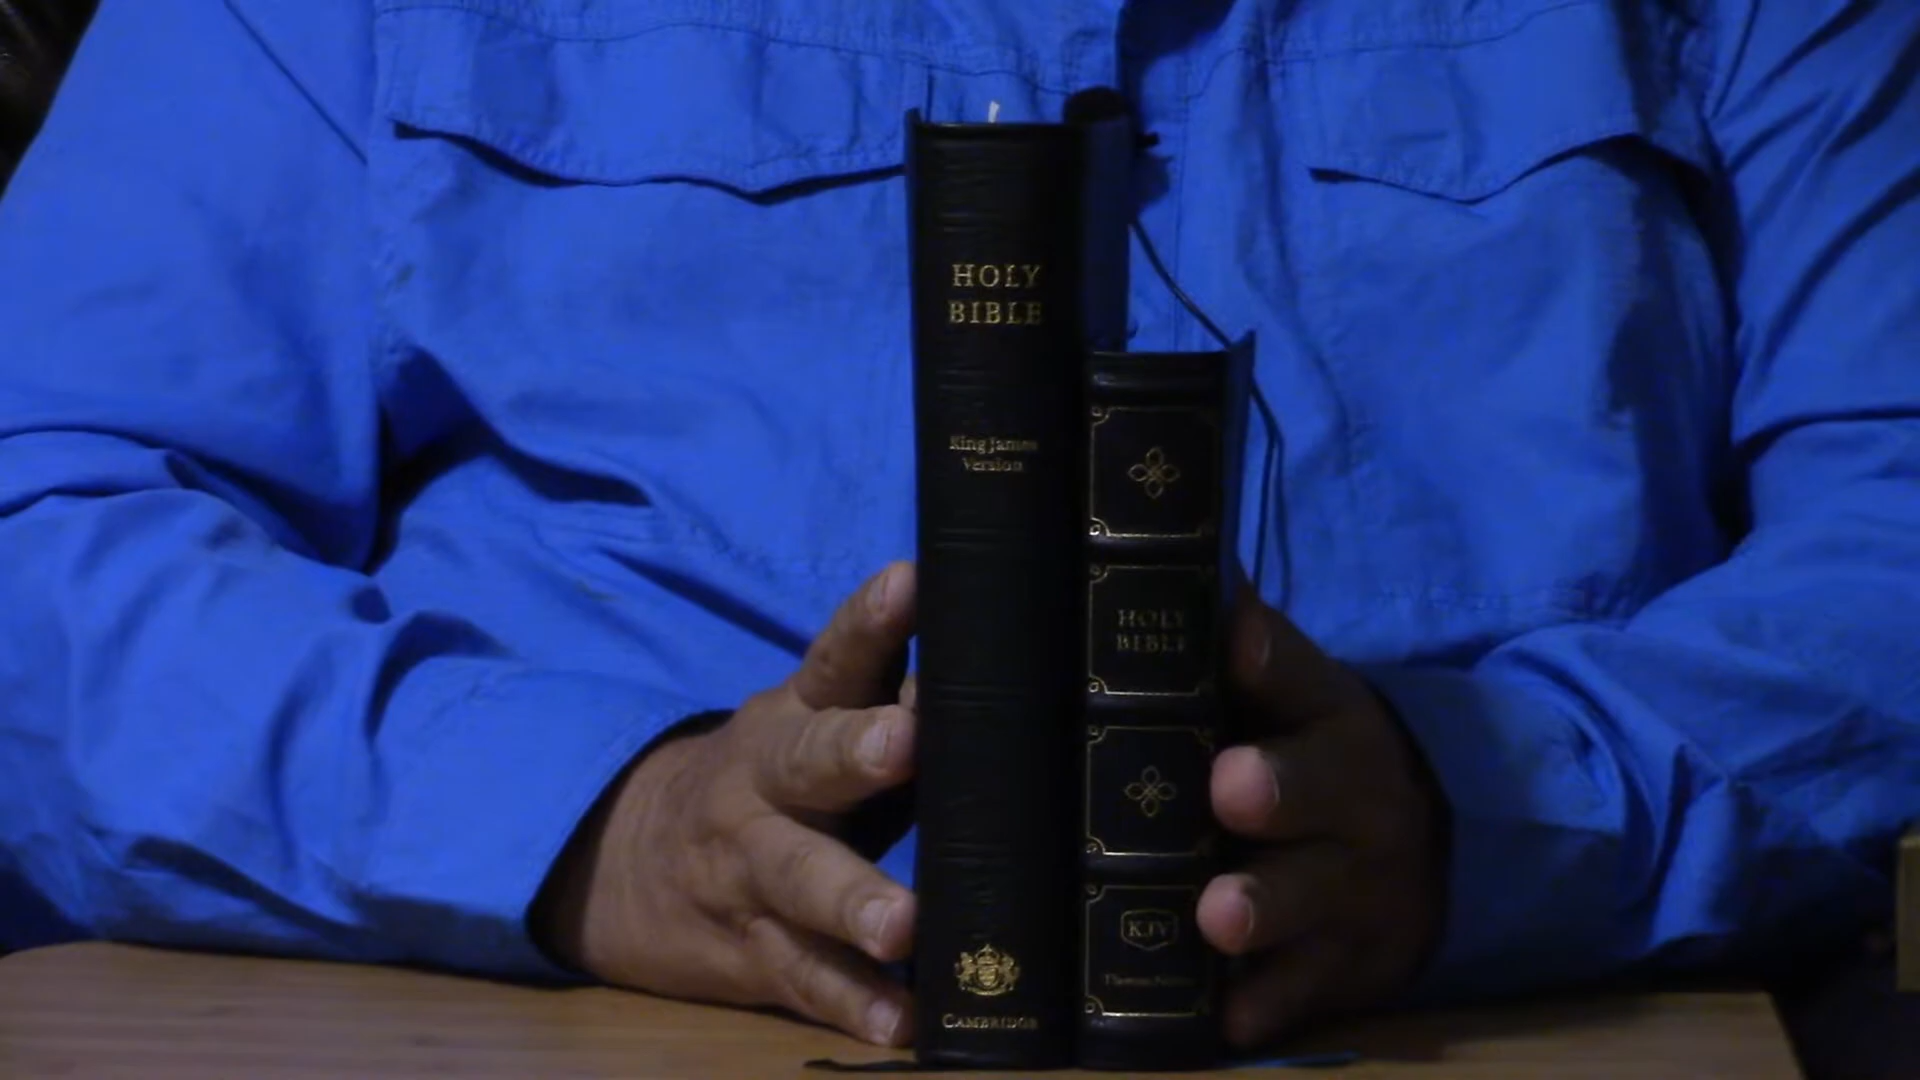 HOLY
BIBLE
King James
Version
CAMBRIDGE
HOLY
BIBLE
KJV
Thomas Nelson